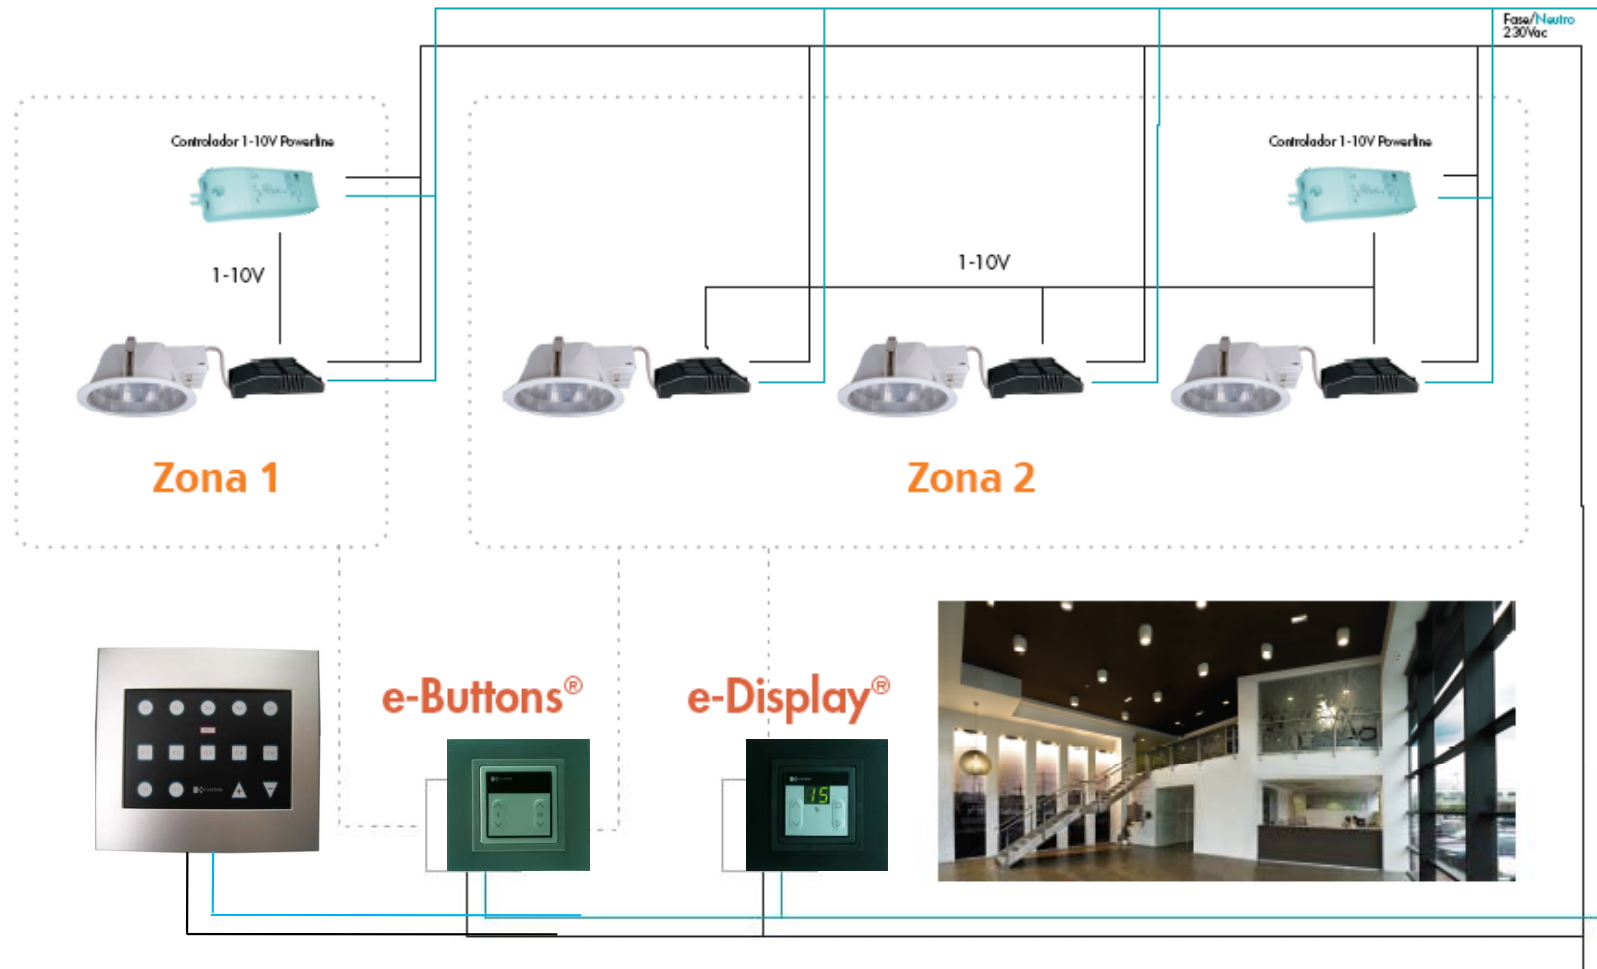 Fase/Neutro
230Vac
Controlador 1-10V Powerline
Controlador 1-10V Powerline
1-10V
1-10V
Zona 1
Zona 2
e-Buttons®
e-Display®
15